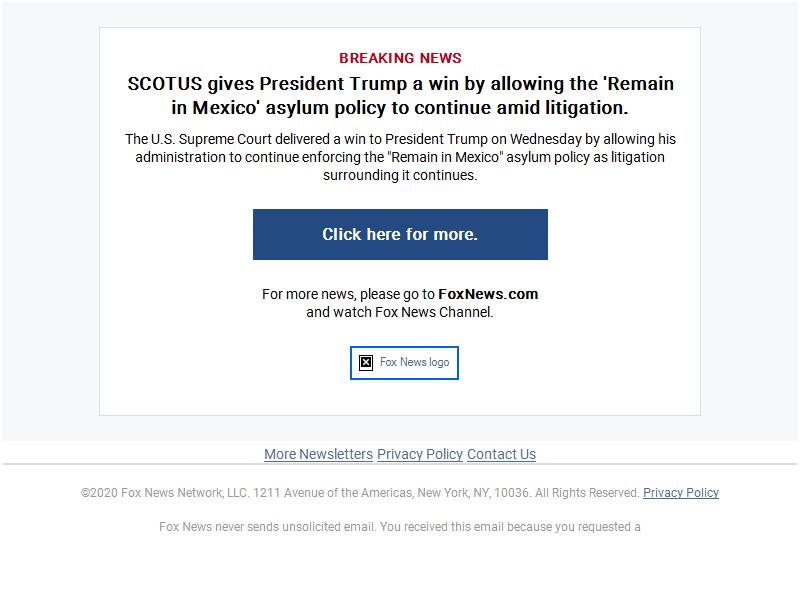 BREAKING NEWS
SCOTUS gives President Trump a win by allowing the 'Remain
in Mexico' asylum policy to continue amid litigation.
The U.S. Supreme Court delivered a win to President Trump on Wednesday by allowing his
administration to continue enforcing the "Remain in Mexico" asylum policy as litigation
surrounding it continues.
Click here for more.
For more news, please go to FoxNews.com
and watch Fox News Channel.
Fox News logo
More Newsletters Privacy Policy Contact Us
©2020 Fox News Network, LLC. 1211 Avenue of the Americas, New York, NY, 10036. All Rights Reserved. Privacy Policy
Fox News never sends unsolicited email. You received this email because you requested a